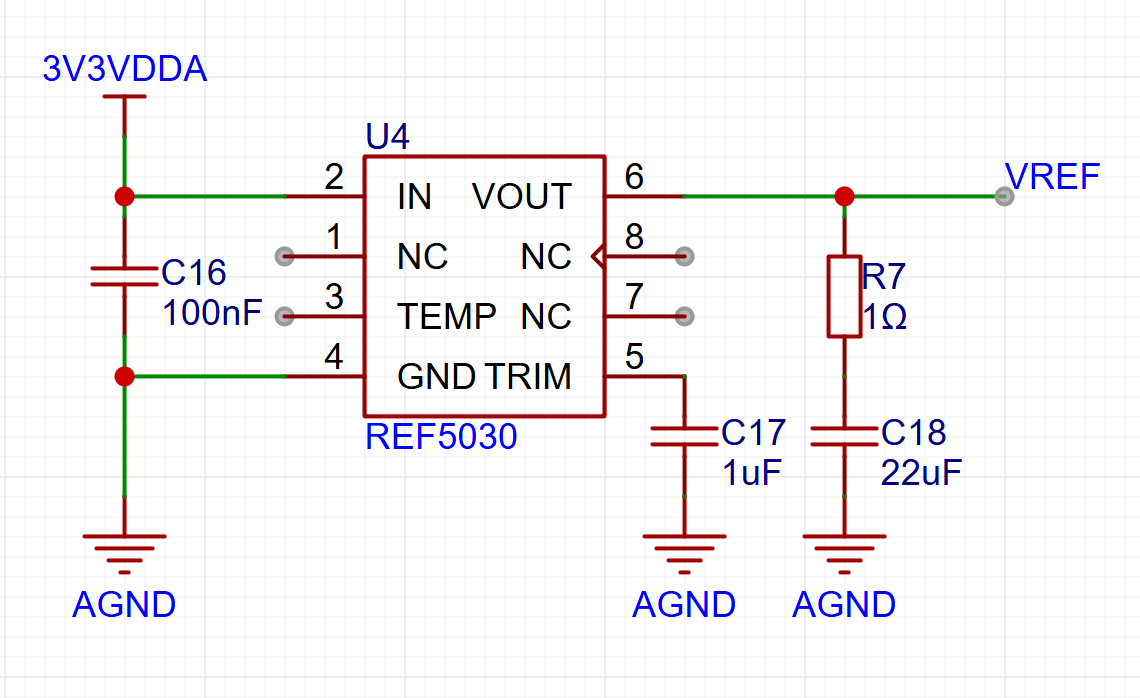 3V3VDDA
U4
2
IN
VOUT
6
VREF
1
NC
NC
8
C16
100nF
3
TEMP
NC
7
R7
1Ω
4
GND
TRIM
5
REF5030
C17
1uF
C18
22uF
AGND
AGND
AGND